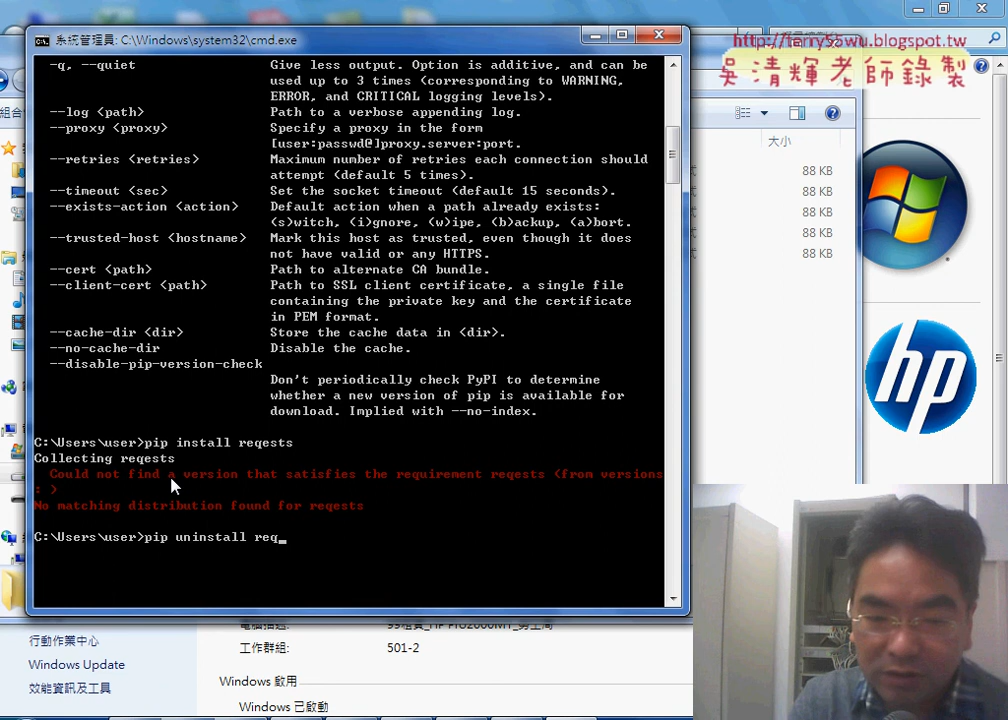 系統管理員: C:\Windows\system32\cmd.exe
http://terry55wu.blogspot.tw
吳清輝老師錄製
-q, --quiet Give less output. Option is additive, and can be
used up to 3 times (corresponding to WARNING,
ERROR, and CRITICAL logging levels).
--log <path> Path to a verbose appending log.
--proxy <proxy> Specify a proxy in the form
[user:passwd@]proxy.server:port.
--retries <retries> Maximum number of retries each connection should
attempt (default 5 times).
--timeout <sec> Set the socket timeout (default 15 seconds).
--exists-action <action> Default action when a path already exists:
(s)witch, (i)gnore, (w)ipe, (b)ackup, (a)bort.
--trusted-host <hostname> Mark this host as trusted, even though it does
not have valid or any HTTPS.
--cert <path> Path to alternate CA bundle.
--client-cert <path> Path to SSL client certificate, a single file
containing the private key and the certificate
in PEM format.
--cache-dir <dir> Store the cache data in <dir>.
--no-cache-dir Disable the cache.
--disable-pip-version-check
Don't periodically check PyPI to determine
whether a new version of pip is available for
download. Implied with --no-index.
C:\Users\user>pip install reqests
Collecting reqests
Could not find a version that satisfies the requirement reqests (from versions
: )
No matching distribution found for reqests
C:\Users\user>pip uninstall req_
組合
大小
88 KB
88 KB
88 KB
88 KB
88 KB
hp
行動作業中心
Windows Update
效能資訊及工具
工作群組: 501-2
Windows 啟用
Windows 已啟動